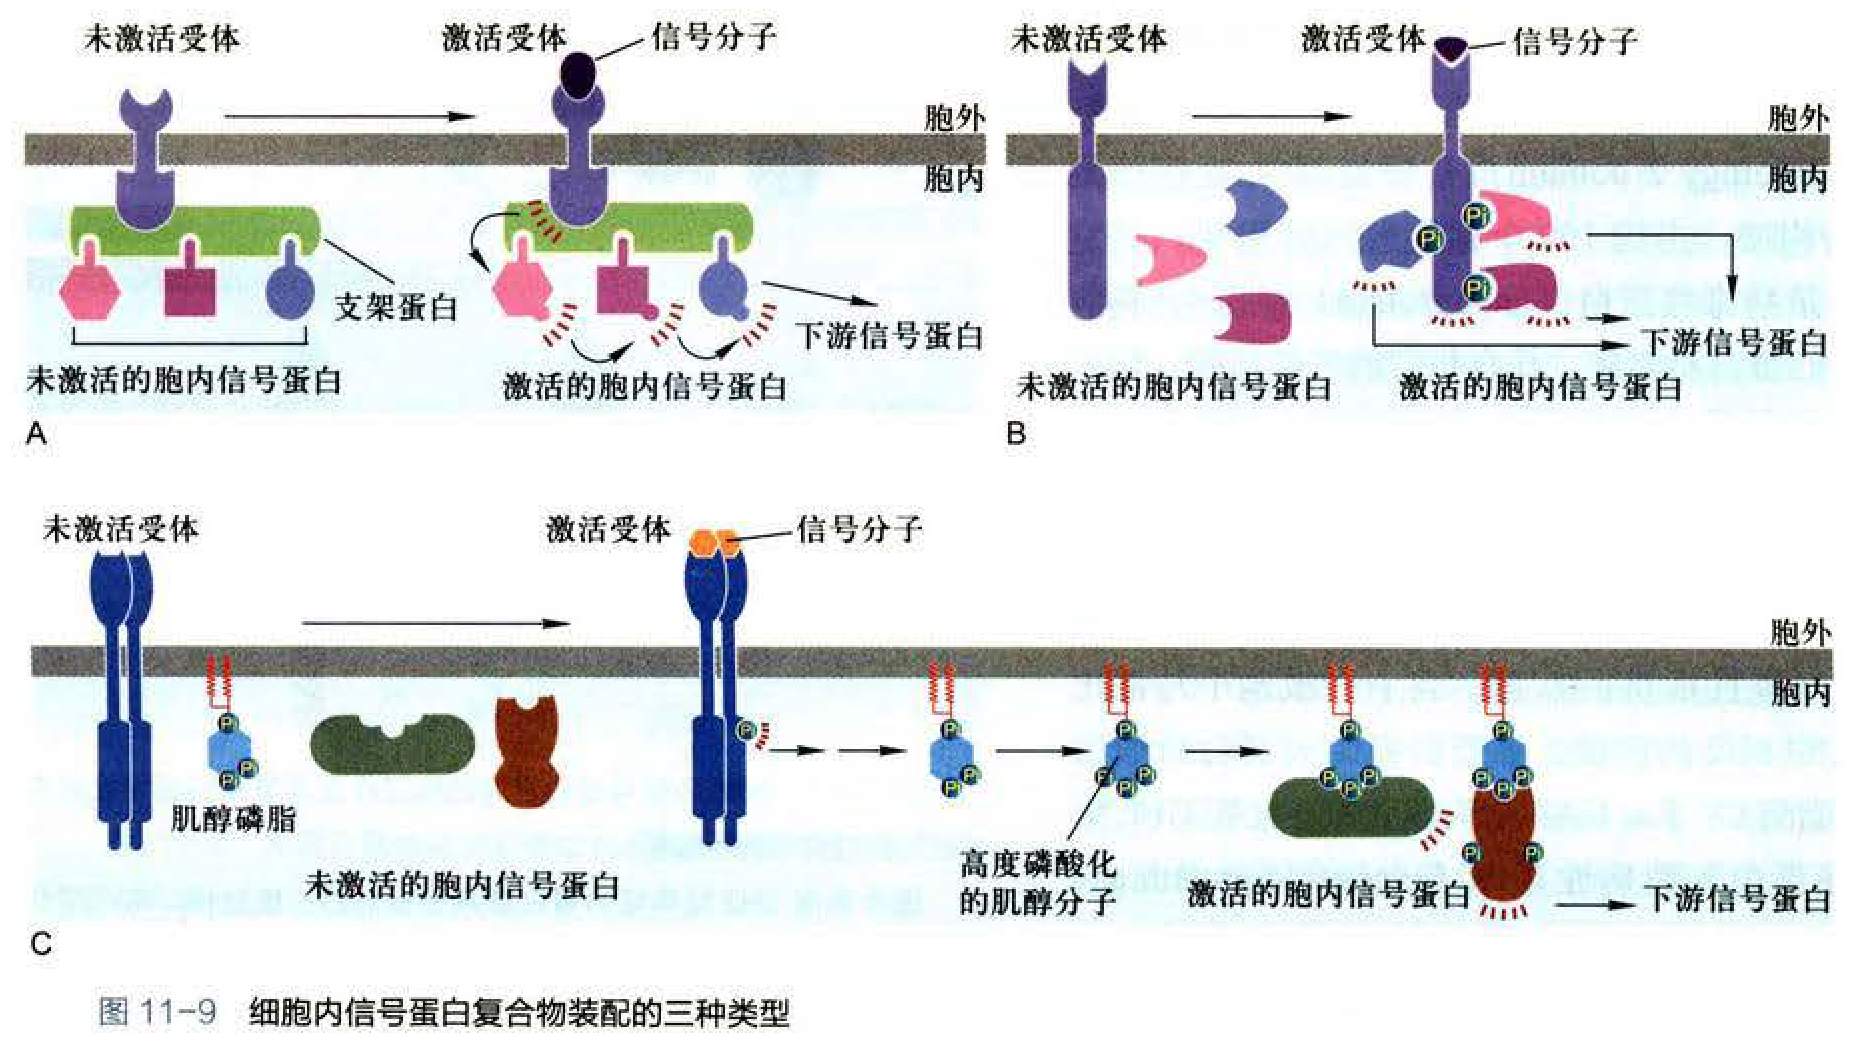 未激活受体
激活受体
信号分子
胞外
胞内
支架蛋白
下游信号蛋白
未激活的胞内信号蛋白
激活的胞内信号蛋白
A
未激活受体
激活受体
信号分子
胞外
胞内
Pi
Pi
Pi
下游信号蛋白
未激活的胞内信号蛋白
激活的胞内信号蛋白
B
未激活受体
激活受体
信号分子
胞外
胞内
肌醇磷脂
未激活的胞内信号蛋白
高度磷酸化
的肌醇分子
激活的胞内信号蛋白
下游信号蛋白
C
图 11-9 细胞内信号蛋白复合物装配的三种类型